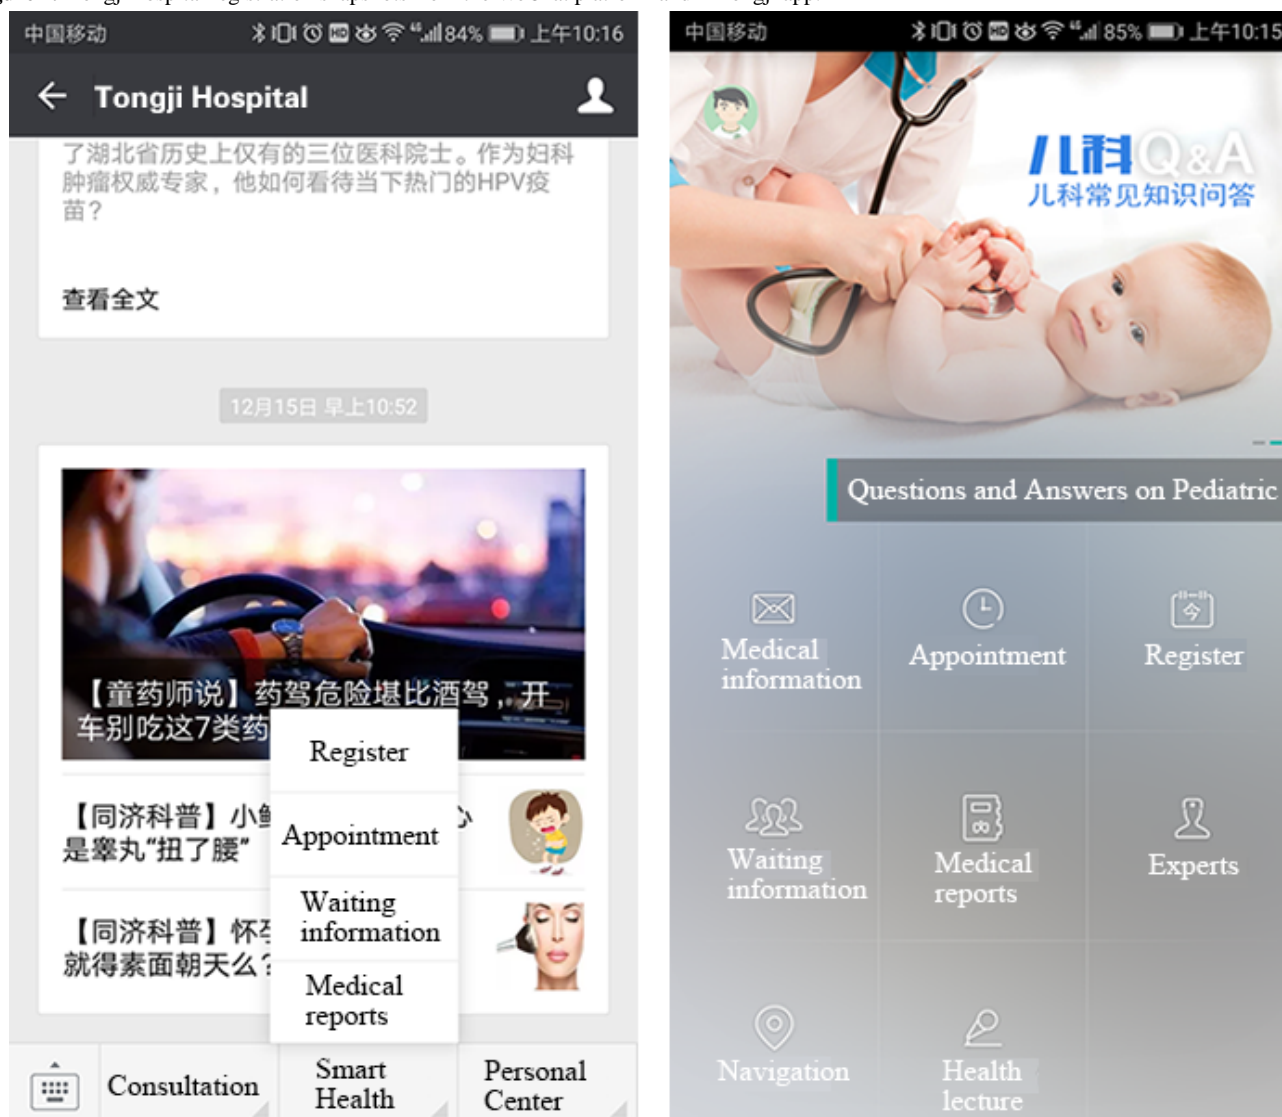 中国移动
84% 上午10:16
Tongji Hospital
了湖北省历史上仅有的三位医科院士。作为妇科
肿瘤权威专家，他如何看待当下热门的HPV疫
苗？
查看全文
12月15日 早上10:52
【童药师说】药驾危险堪比酒驾，开
车别吃这7类药
【同济科普】小
心
是睾丸“扭了腰”
【同济科普】怀孕
就得素面朝天么？
Register
Appointment
Waiting
information
Medical
reports
Consultation
Smart
Health
Personal
Center
中国移动
85% 上午10:15
儿科Q&A
儿科常见知识问答
Questions and Answers on Pediatric
Medical
information
Appointment
今
Register
Waiting
information
Medical
reports
Experts
Navigation
Health
lecture